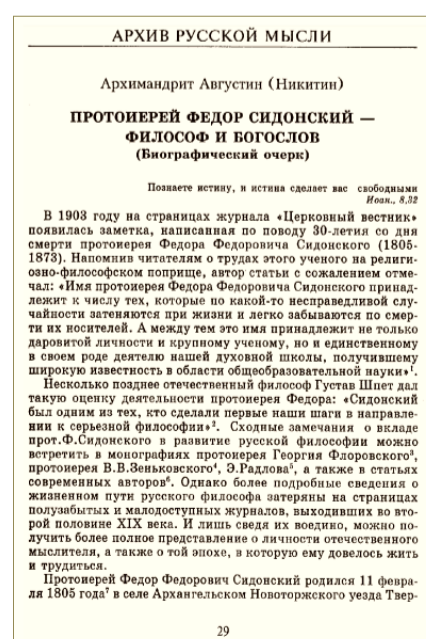 АРХИВ РУССКОЙ МЫСЛИ
Архимандрит Августин (Никитин)
ПРОТОИЕРЕЙ ФЕДОР СИДОНСКИЙ —
ФИЛОСОФ И БОГОСЛОВ
(Биографический очерк)
Познаете истину, и истина сделает вас свободными
Иоан., 8,32
В 1903 году на страницах журнала «Церковный вестник»
появилась заметка, написанная по поводу 30-летия со дня
смерти протоиерея Федора Федоровича Сидонского (1805-
1873). Напомнив читателям о трудах этого ученого на религи-
озно-философском поприще, автор статьи с сожалением отме-
чал: «Имя протоиерея Федора Федоровича Сидонского принад-
лежит к числу тех, которые по какой-то несправедливой слу-
чайности затеняются при жизни и легко забываются по смер-
ти их носителей. А между тем это имя принадлежит не только
даровитой личности и крупному ученому, но и единственному
в своем роде деятелю нашей духовной школы, получившему
широкую известность в области общеобразовательной науки»¹.
Несколько позднее отечественный философ Густав Шпет дал
такую оценку деятельности протоиерея Федора: «Сидонский
был одним из тех, кто сделали первые наши шаги в направле-
нии к серьезной философии»². Сходные замечания о вкладе
прот.Ф.Сидонского в развитие русской философии можно
встретить в монографиях протоиерея Георгия Флоровского³,
протоиерея В.В.Зеньковского⁴, Э.Радлова⁵, а также в статьях
современных авторов⁶. Однако более подробные сведения о
жизненном пути русского философа затеряны на страницах
полузабытых и малодоступных журналов, выходивших во вто-
рой половине XIX века. И лишь сведя их воедино, можно по-
лучить более полное представление о личности отечественного
мыслителя, а также о той эпохе, в которую ему довелось жить
и трудиться.
Протоиерей Федор Федорович Сидонский родился 11 февра-
ля 1805 года⁷ в селе Архангельском Новоторжского уезда Твер-
29